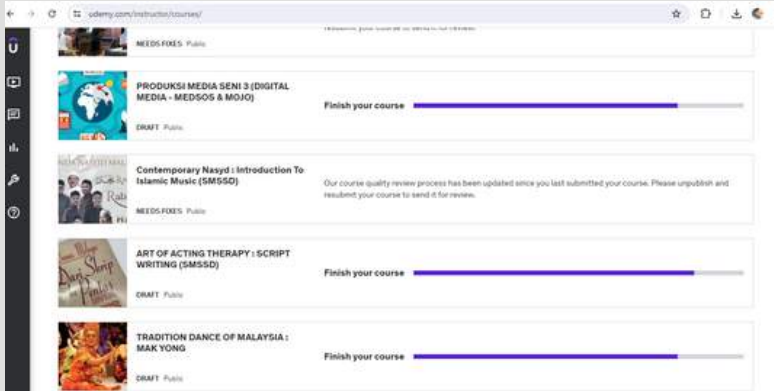 udemy.com/instructor/courses/
resubmit your course to send it for review.
NEEDS FIXES Public
PRODUKSI MEDIA SENI 3 (DIGITAL
MEDIA - MEDSOS & MOJO)
Finish your course
DRAFT Public
Contemporary Nasyd : Introduction To
Islamic Music (SMSSD)
Our course quality review process has been updated since you last submitted your course. Please unpublish and
resubmit your course to send it for review.
NEEDS FIXES Public
ART OF ACTING THERAPY : SCRIPT
WRITING (SMSSD)
Dari Skrip
ke Pentas
Finish your course
DRAFT Public
TRADITION DANCE OF MALAYSIA :
MAK YONG
Finish your course
DRAFT Public